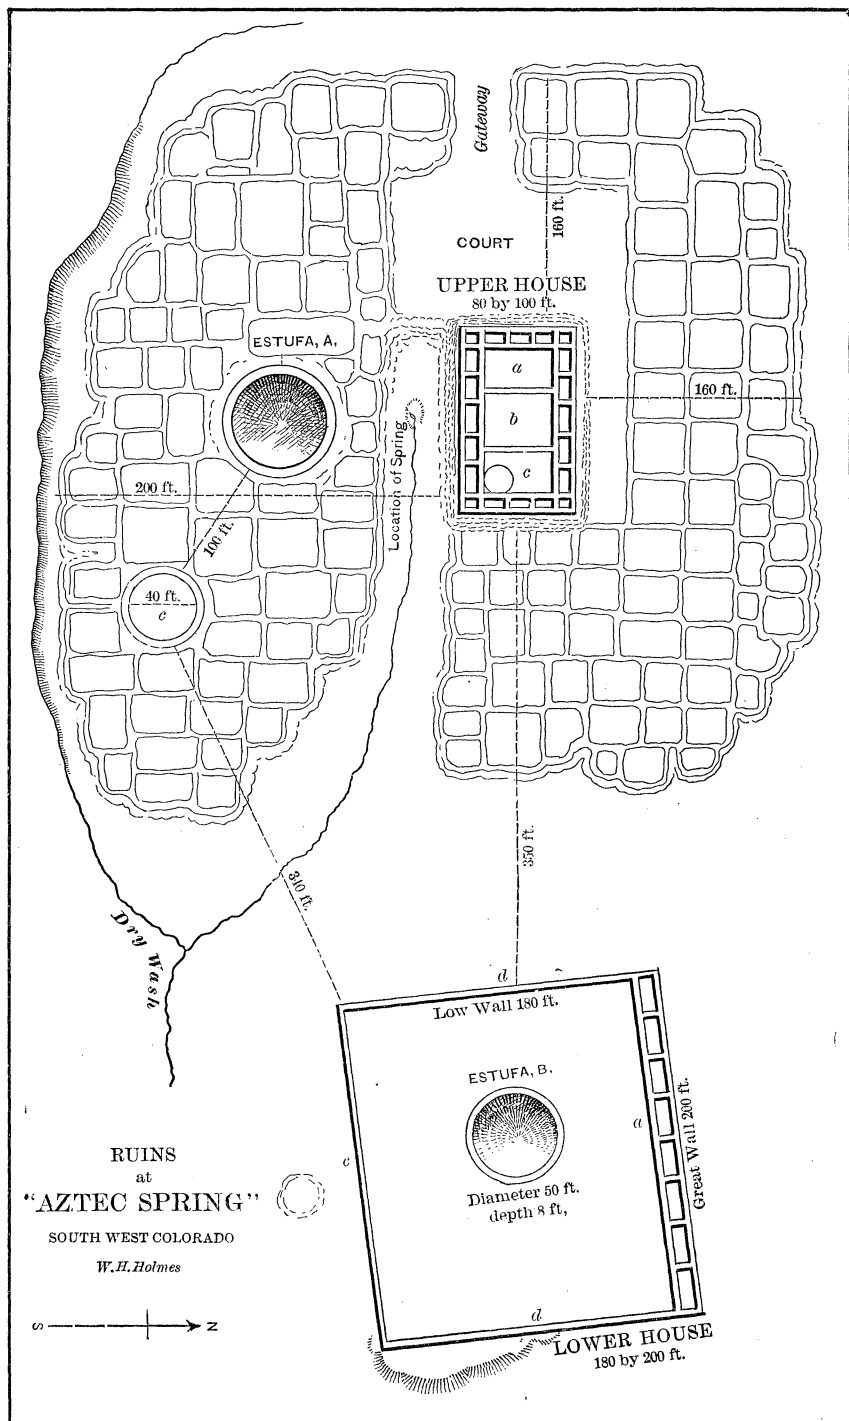 Gateway
160 ft.
COURT
UPPER HOUSE
80 by 100 ft.
ESTUFA, A,
a
160 ft.
b
Location of Spring
c
200 ft.
100 ft.
40 ft.
c
350 ft.
340 ft.
Dry Wash
d
Low Wall 180 ft.
ESTUFA, B.
Great Wall 200 ft.
a
c
Diameter 50 ft.
depth 8 ft,
RUINS
at
"AZTEC SPRING"
SOUTH WEST COLORADO
W.H.Holmes
S N
d
LOWER HOUSE
180 by 200 ft.